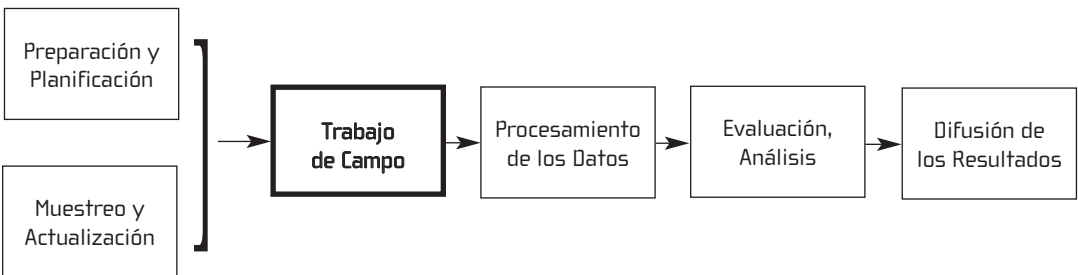 Preparación y
Planificación
Muestreo y
Actualización
Trabajo
de Campo
Procesamiento
de los Datos
Evaluación,
Análisis
Difusión de
los Resultados